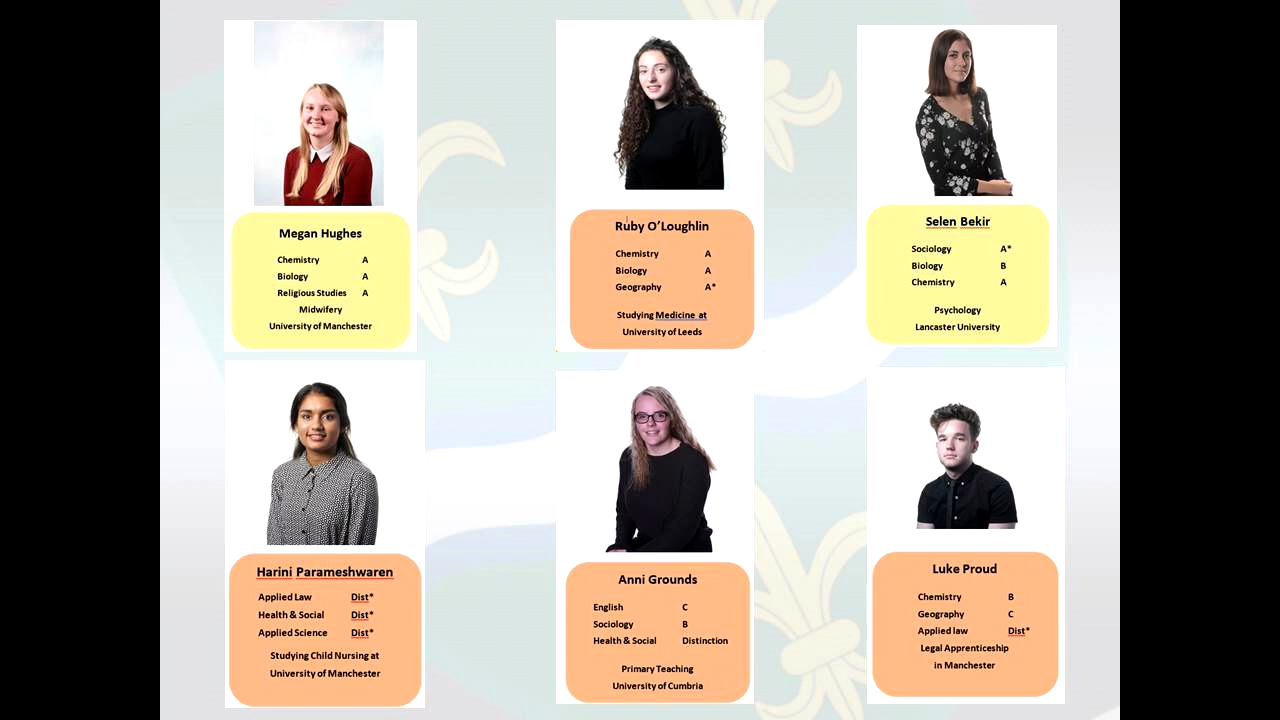 Megan Hughes
Chemistry A
Biology A
Religious Studies A
Midwifery
University of Manchester
Ruby O’Loughlin
Chemistry A
Biology A
Geography A*
Studying Medicine at
University of Leeds
Selen Bekir
Sociology A*
Biology B
Chemistry A
Psychology
Lancaster University
Harini Parameshwaren
Applied Law Dist*
Health & Social Dist*
Applied Science Dist*
Studying Child Nursing at
University of Manchester
Anni Grounds
English C
Sociology B
Health & Social Distinction
Primary Teaching
University of Cumbria
Luke Proud
Chemistry B
Geography C
Applied law Dist*
Legal Apprenticeship
in Manchester